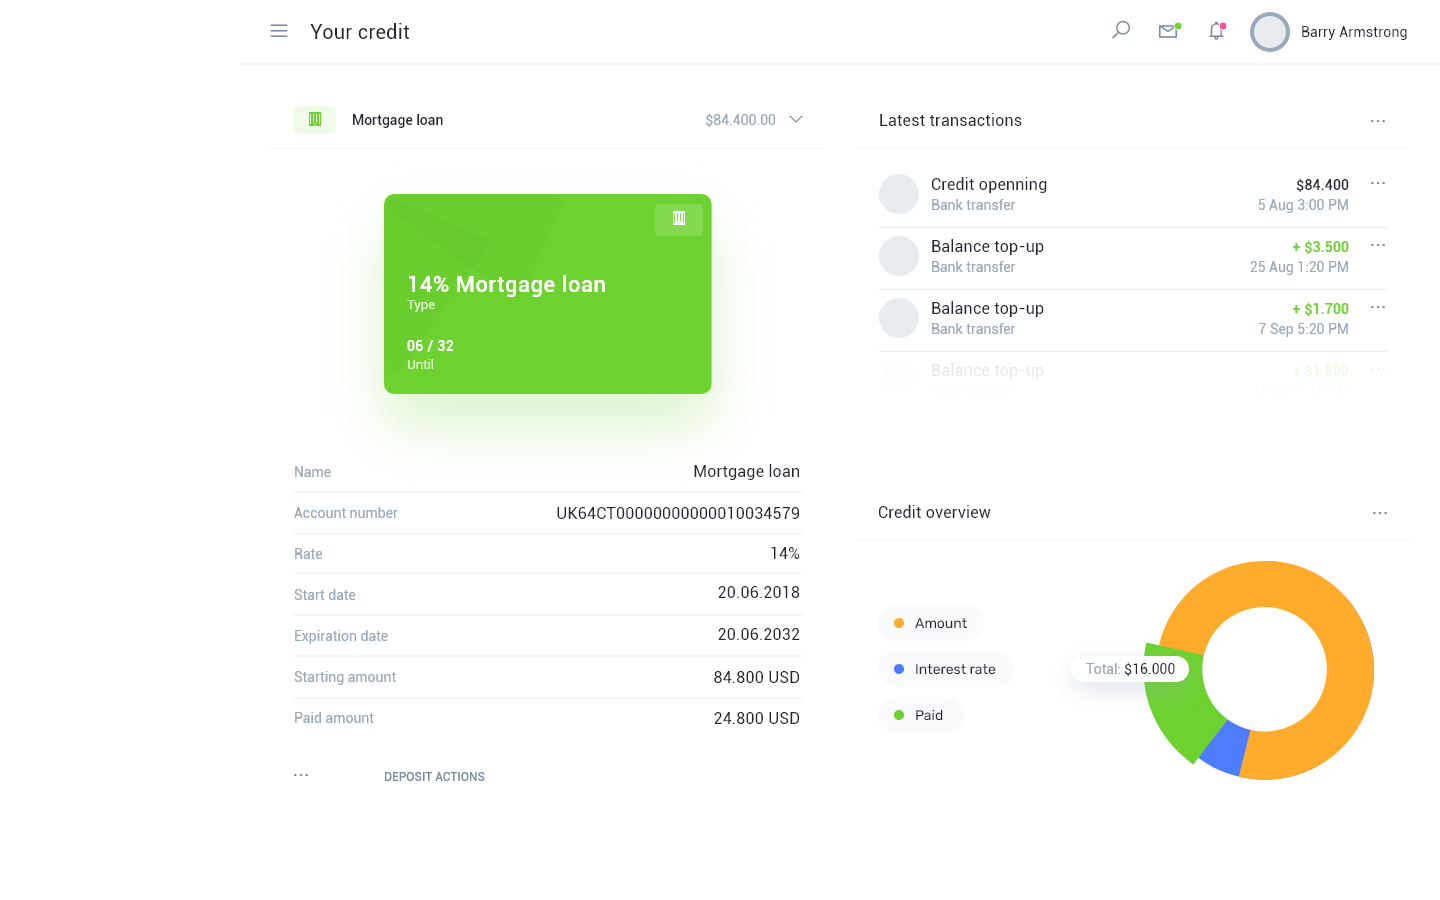 Your credit
Barry Armstrong
Mortgage loan
$84.400.00
14% Mortgage loan
Type
06 / 32
Until
Name
Mortgage loan
Account number
UK64CT00000000000010034579
Rate
14%
Start date
20.06.2018
Expiration date
20.06.2032
Starting amount
84.800 USD
Paid amount
24.800 USD
DEPOSIT ACTIONS
Latest transactions
Credit openning
$84.400
Bank transfer
5 Aug 3:00 PM
Balance top-up
+ $3.500
Bank transfer
25 Aug 1:20 PM
Balance top-up
+ $1.700
Bank transfer
7 Sep 5:20 PM
Balance top-up
+ $1.800
Credit overview
Amount
Interest rate
Paid
Total: $16.000